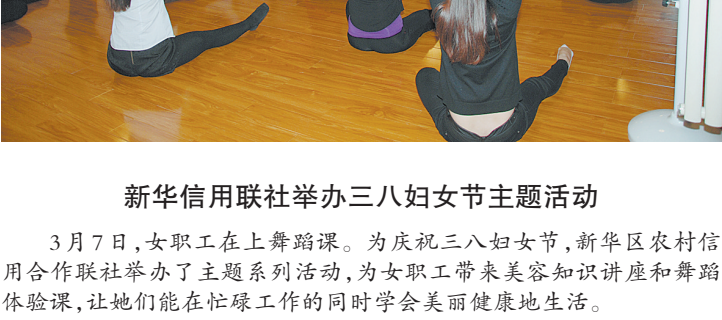 新华信用联社举办三八妇女节主题活动
3月7日,女职工在上舞蹈课。为庆祝三八妇女节,新华区农村信
用合作联社举办了主题系列活动,为女职工带来美容知识讲座和舞蹈
体验课,让她们能在忙碌工作的同时学会美丽健康地生活。